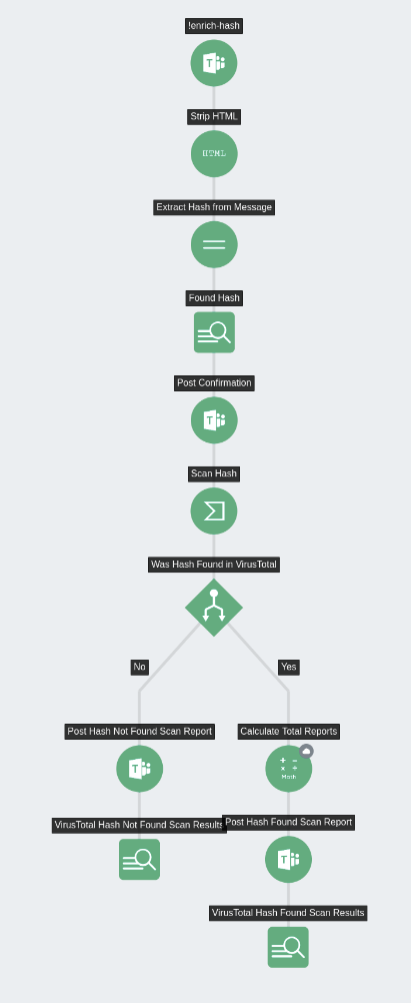 !enrich-hash
T
Strip HTML
HTML
Extract Hash from Message
Found Hash
Post Confirmation
T
Scan Hash
Was Hash Found in VirusTotal
No
Yes
Post Hash Not Found Scan Report
Calculate Total Reports
T
+ −
× ÷
Math
VirusTotal Hash Not Found Scan Results
Post Hash Found Scan Report
T
VirusTotal Hash Found Scan Results